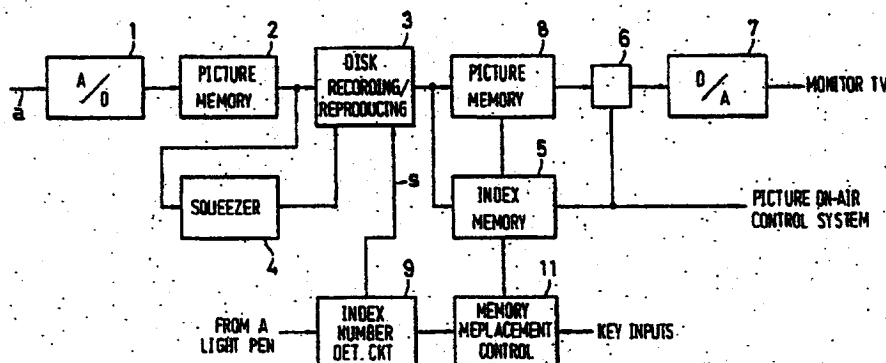 1
2
3
8
6
7
a
A/D
PICTURE
MEMORY
DISK
RECORDING/
REPRODUCING
PICTURE
MEMORY
D/A
MONITOR TV
SQUEEZER
4
s
5
INDEX
MEMORY
PICTURE ON-AIR
CONTROL SYSTEM
9
11
FROM A
LIGHT PEN
INDEX
NUMBER
DET. CKT
MEMORY
MEPLACEMENT
CONTROL
KEY INPUTS